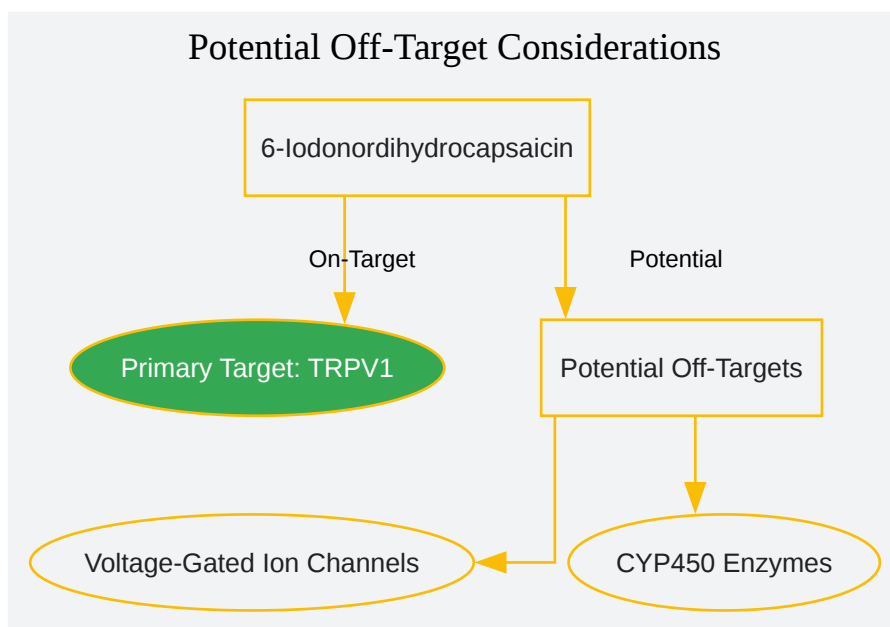 Potential Off-Target Considerations
6-Iodonordihydrocapsaicin
On-Target
Potential
Primary Target: TRPV1
Potential Off-Targets
Voltage-Gated Ion Channels
CYP450 Enzymes